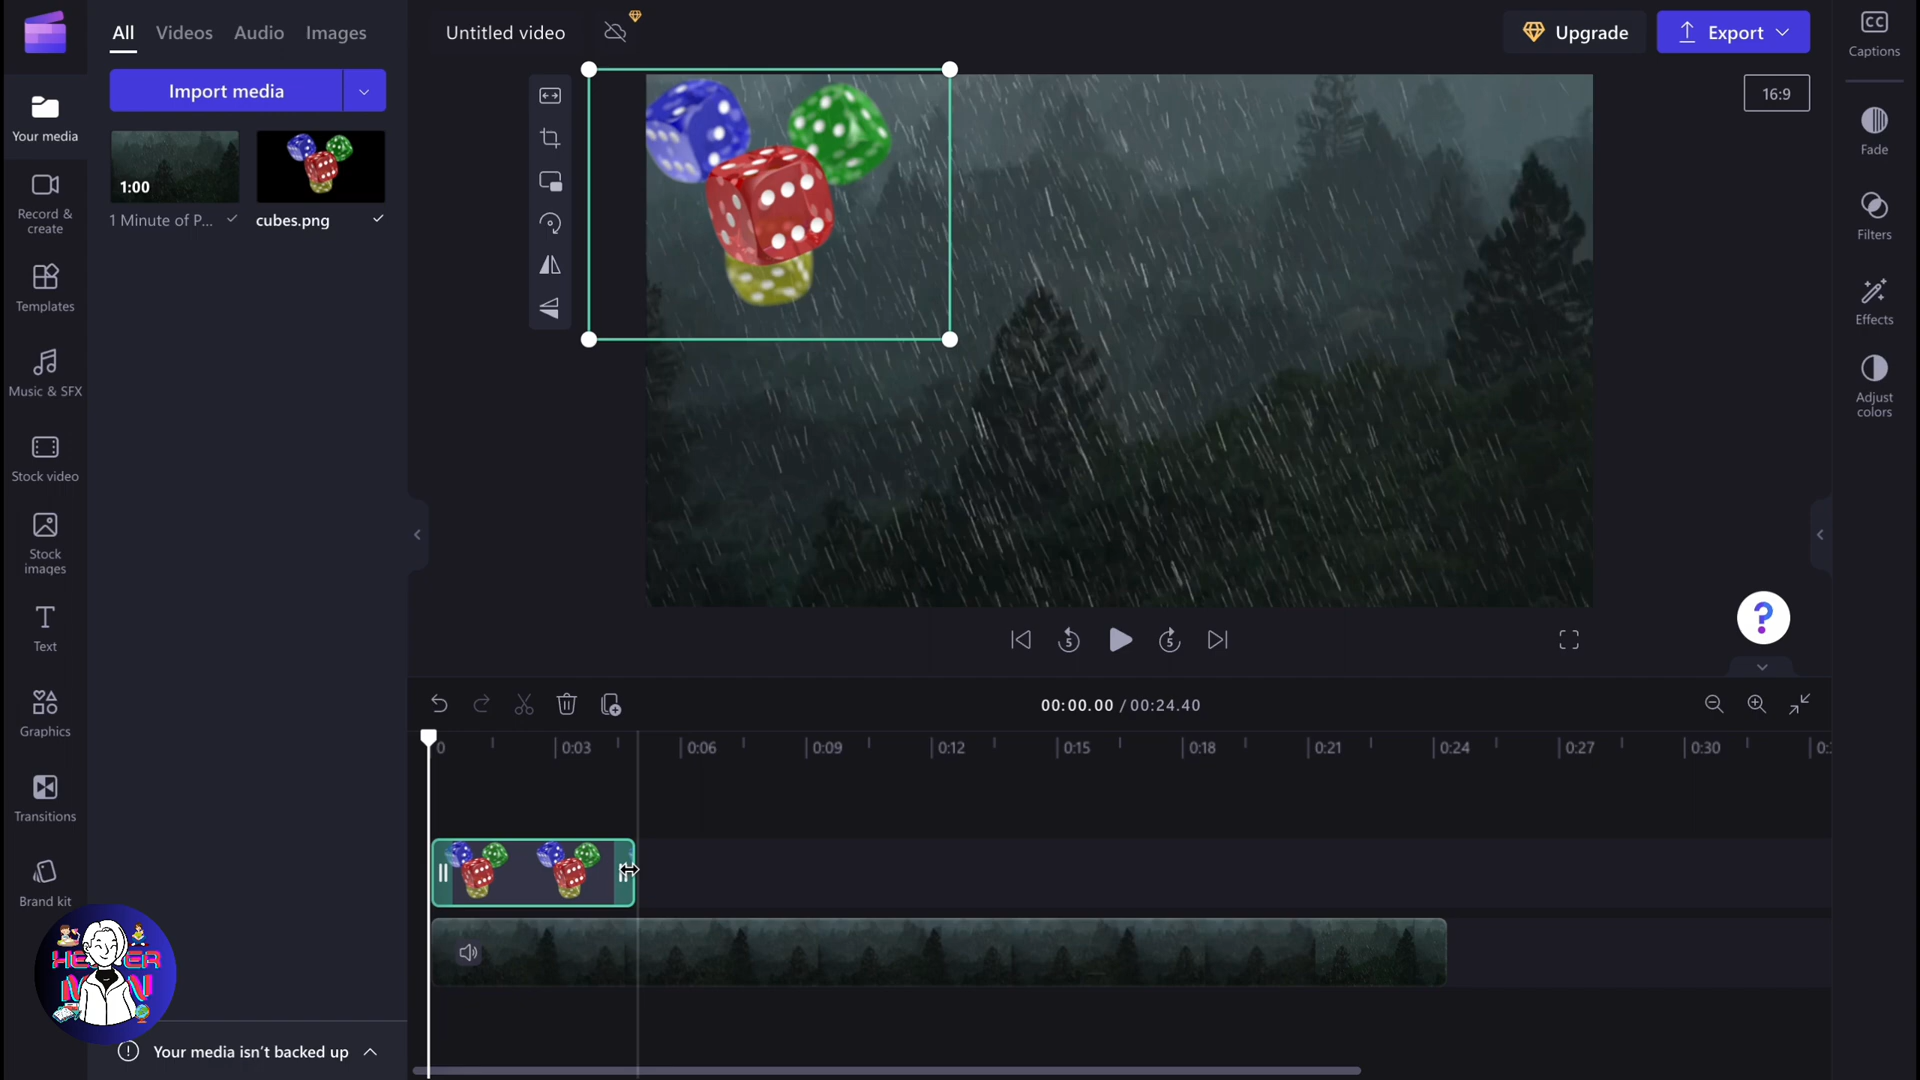 All Videos Audio Images
Untitled video
Upgrade
Export
Captions
Import media
16:9
Your media
1:00
1 Minute of P...
cubes.png
Fade
Record &
create
Filters
Templates
Effects
Music & SFX
Adjust
colors
Stock video
Stock
images
Text
5
5
?
Graphics
00:00.00 / 00:24.40
0 0:03 0:06 0:09 0:12 0:15 0:18 0:21 0:24 0:27 0:30
Transitions
Brand kit
Your media isn't backed up